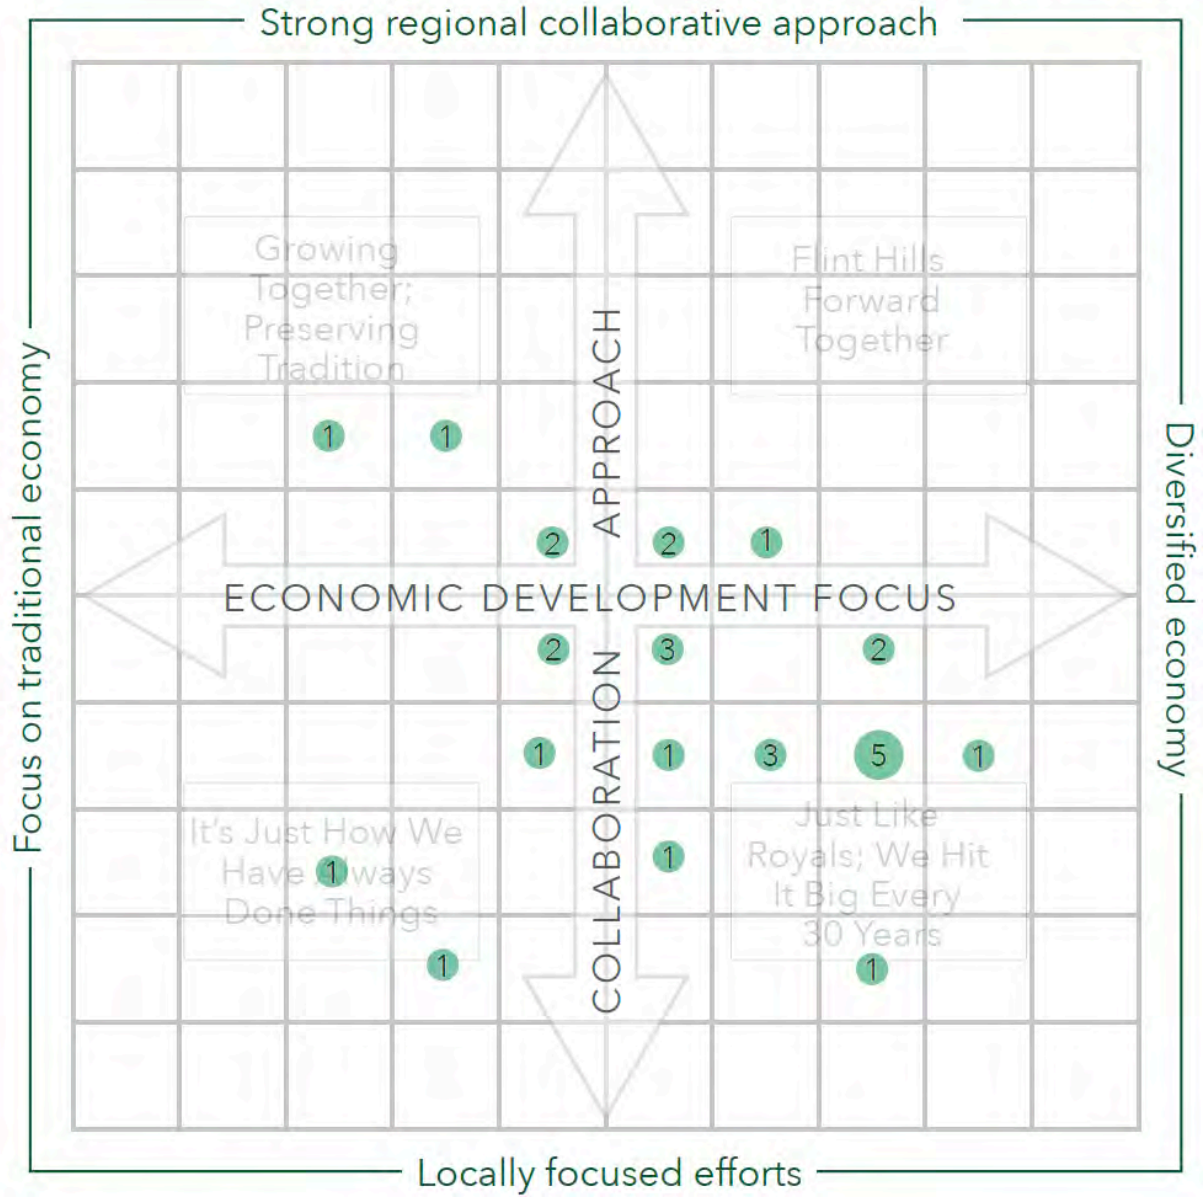 Strong regional collaborative approach
Growing
Together;
Preserving
Tradition
Flint Hills
Forward
Together
APPROACH
Focus on traditional economy
Diversified economy
1
1
2
2
1
ECONOMIC DEVELOPMENT FOCUS
2
3
2
COLLABORATION
1
1
3
5
1
It's Just How We
Have Always
Done Things
1
1
Just Like
Royals; We Hit
It Big Every
30 Years
1
1
1
Locally focused efforts